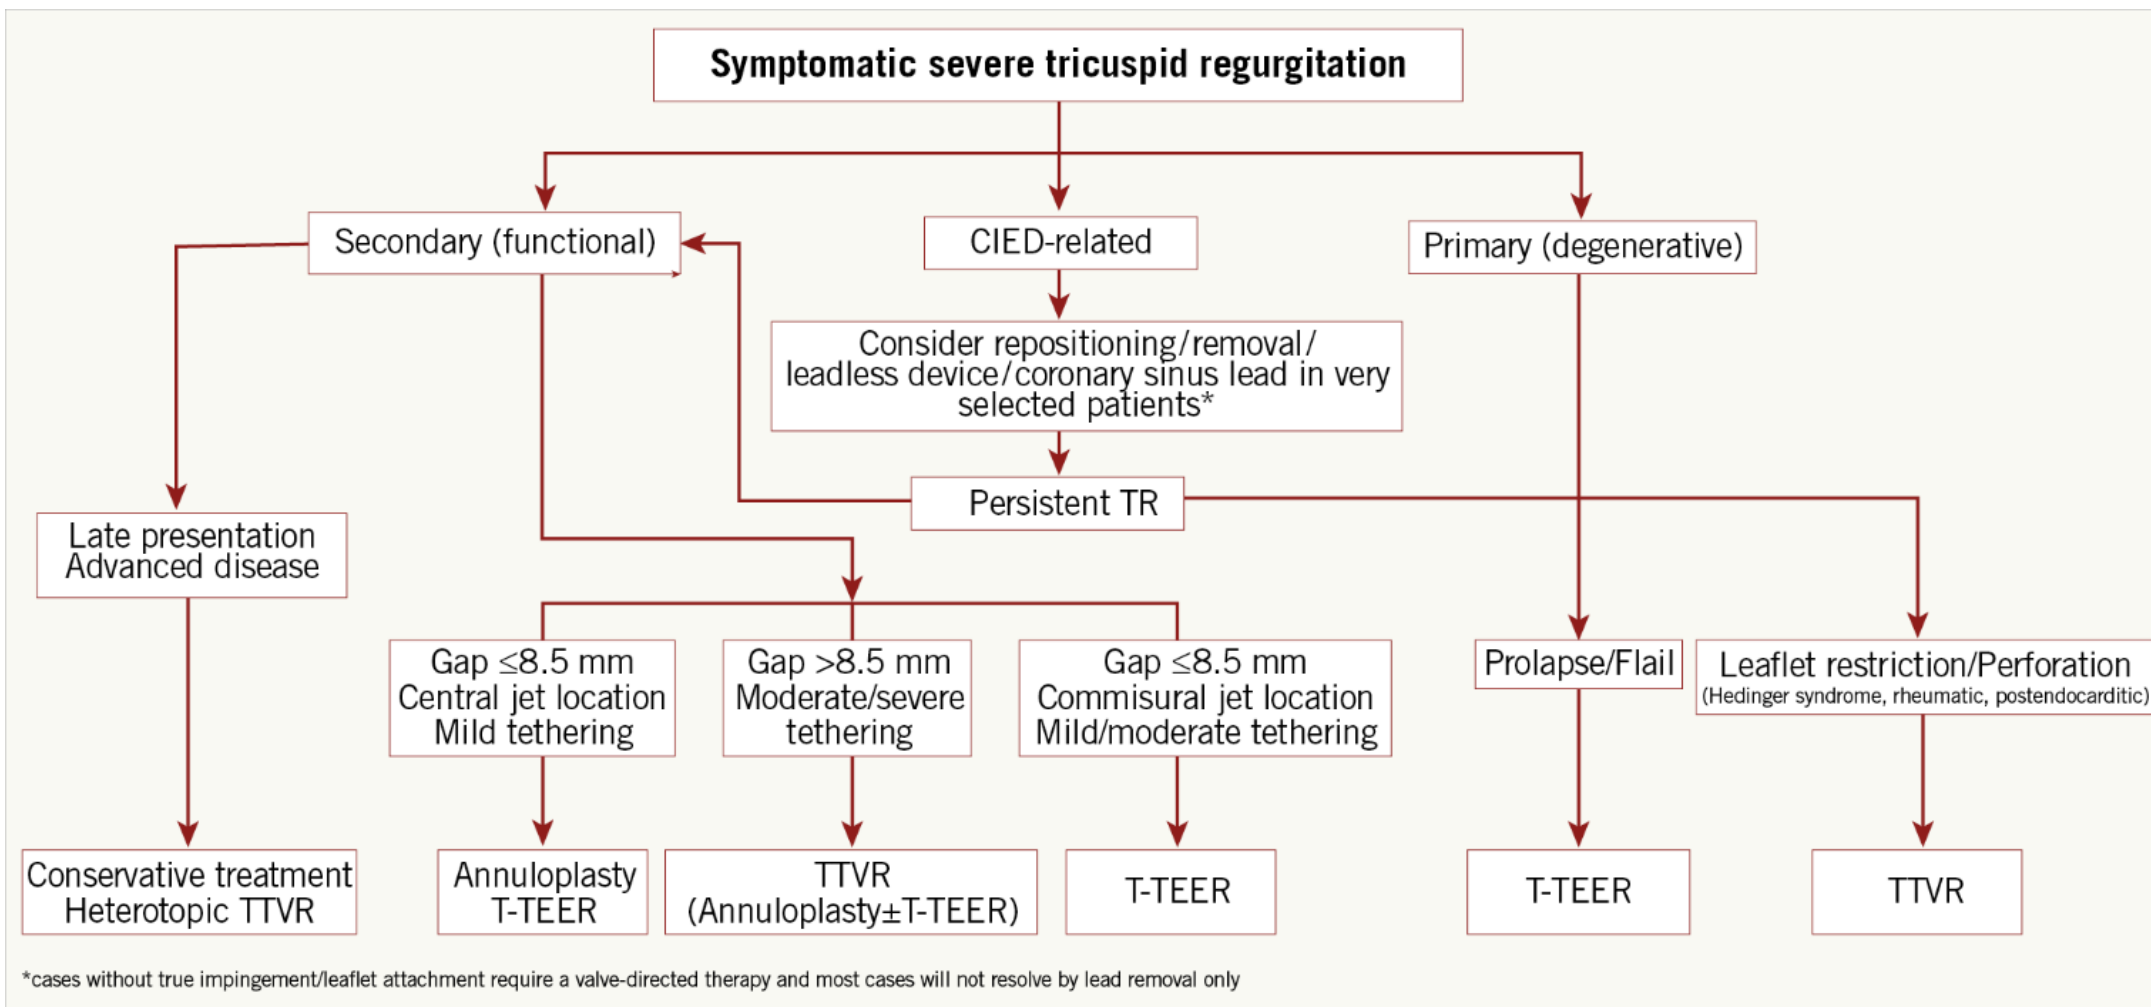 Symptomatic severe tricuspid regurgitation
Secondary (functional)
CIED-related
Primary (degenerative)
Consider repositioning/removal/
leadless device/coronary sinus lead in very
selected patients*
Persistent TR
Late presentation
Advanced disease
Gap ≤8.5 mm
Central jet location
Mild tethering
Gap >8.5 mm
Moderate/severe
tethering
Gap ≤8.5 mm
Commisural jet location
Mild/moderate tethering
Prolapse/Flail
Leaflet restriction/Perforation
(Hedinger syndrome, rheumatic, postendocarditic)
Conservative treatment
Heterotopic TTVR
Annuloplasty
T-TEER
TTVR
(Annuloplasty±T-TEER)
T-TEER
T-TEER
TTVR
*cases without true impingement/leaflet attachment require a valve-directed therapy and most cases will not resolve by lead removal only